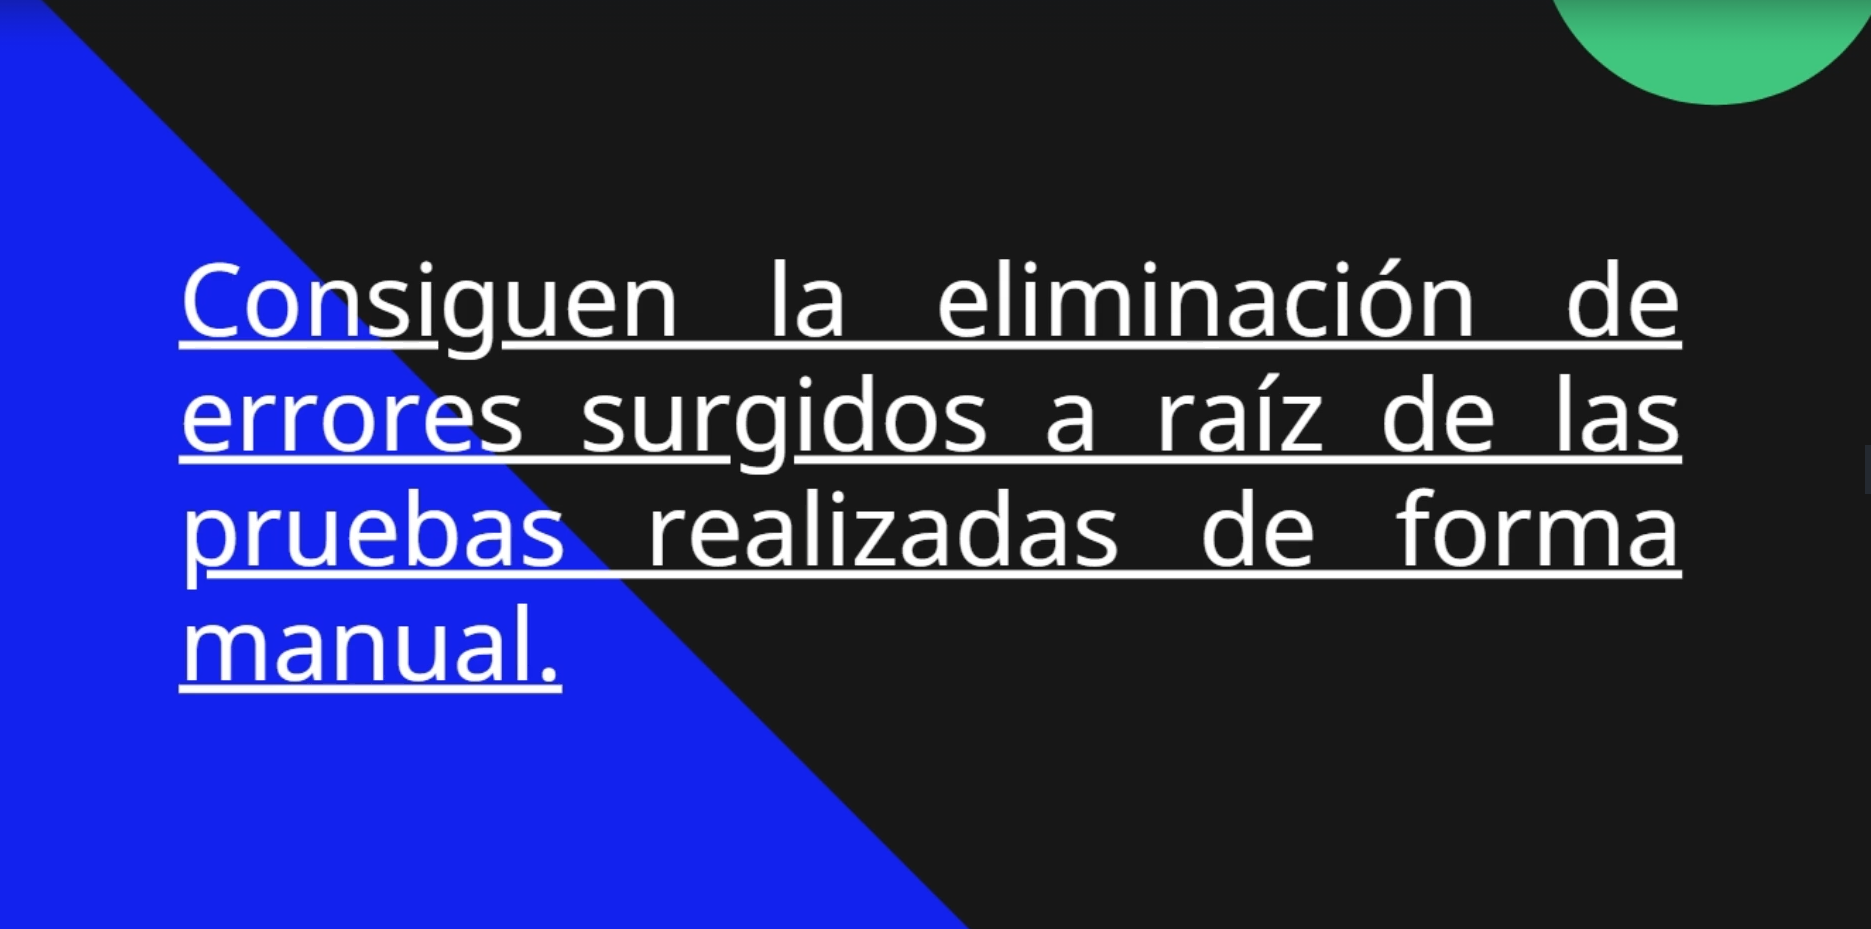 Consiguen la eliminación de
errores surgidos a raíz de las
pruebas realizadas de forma
manual.